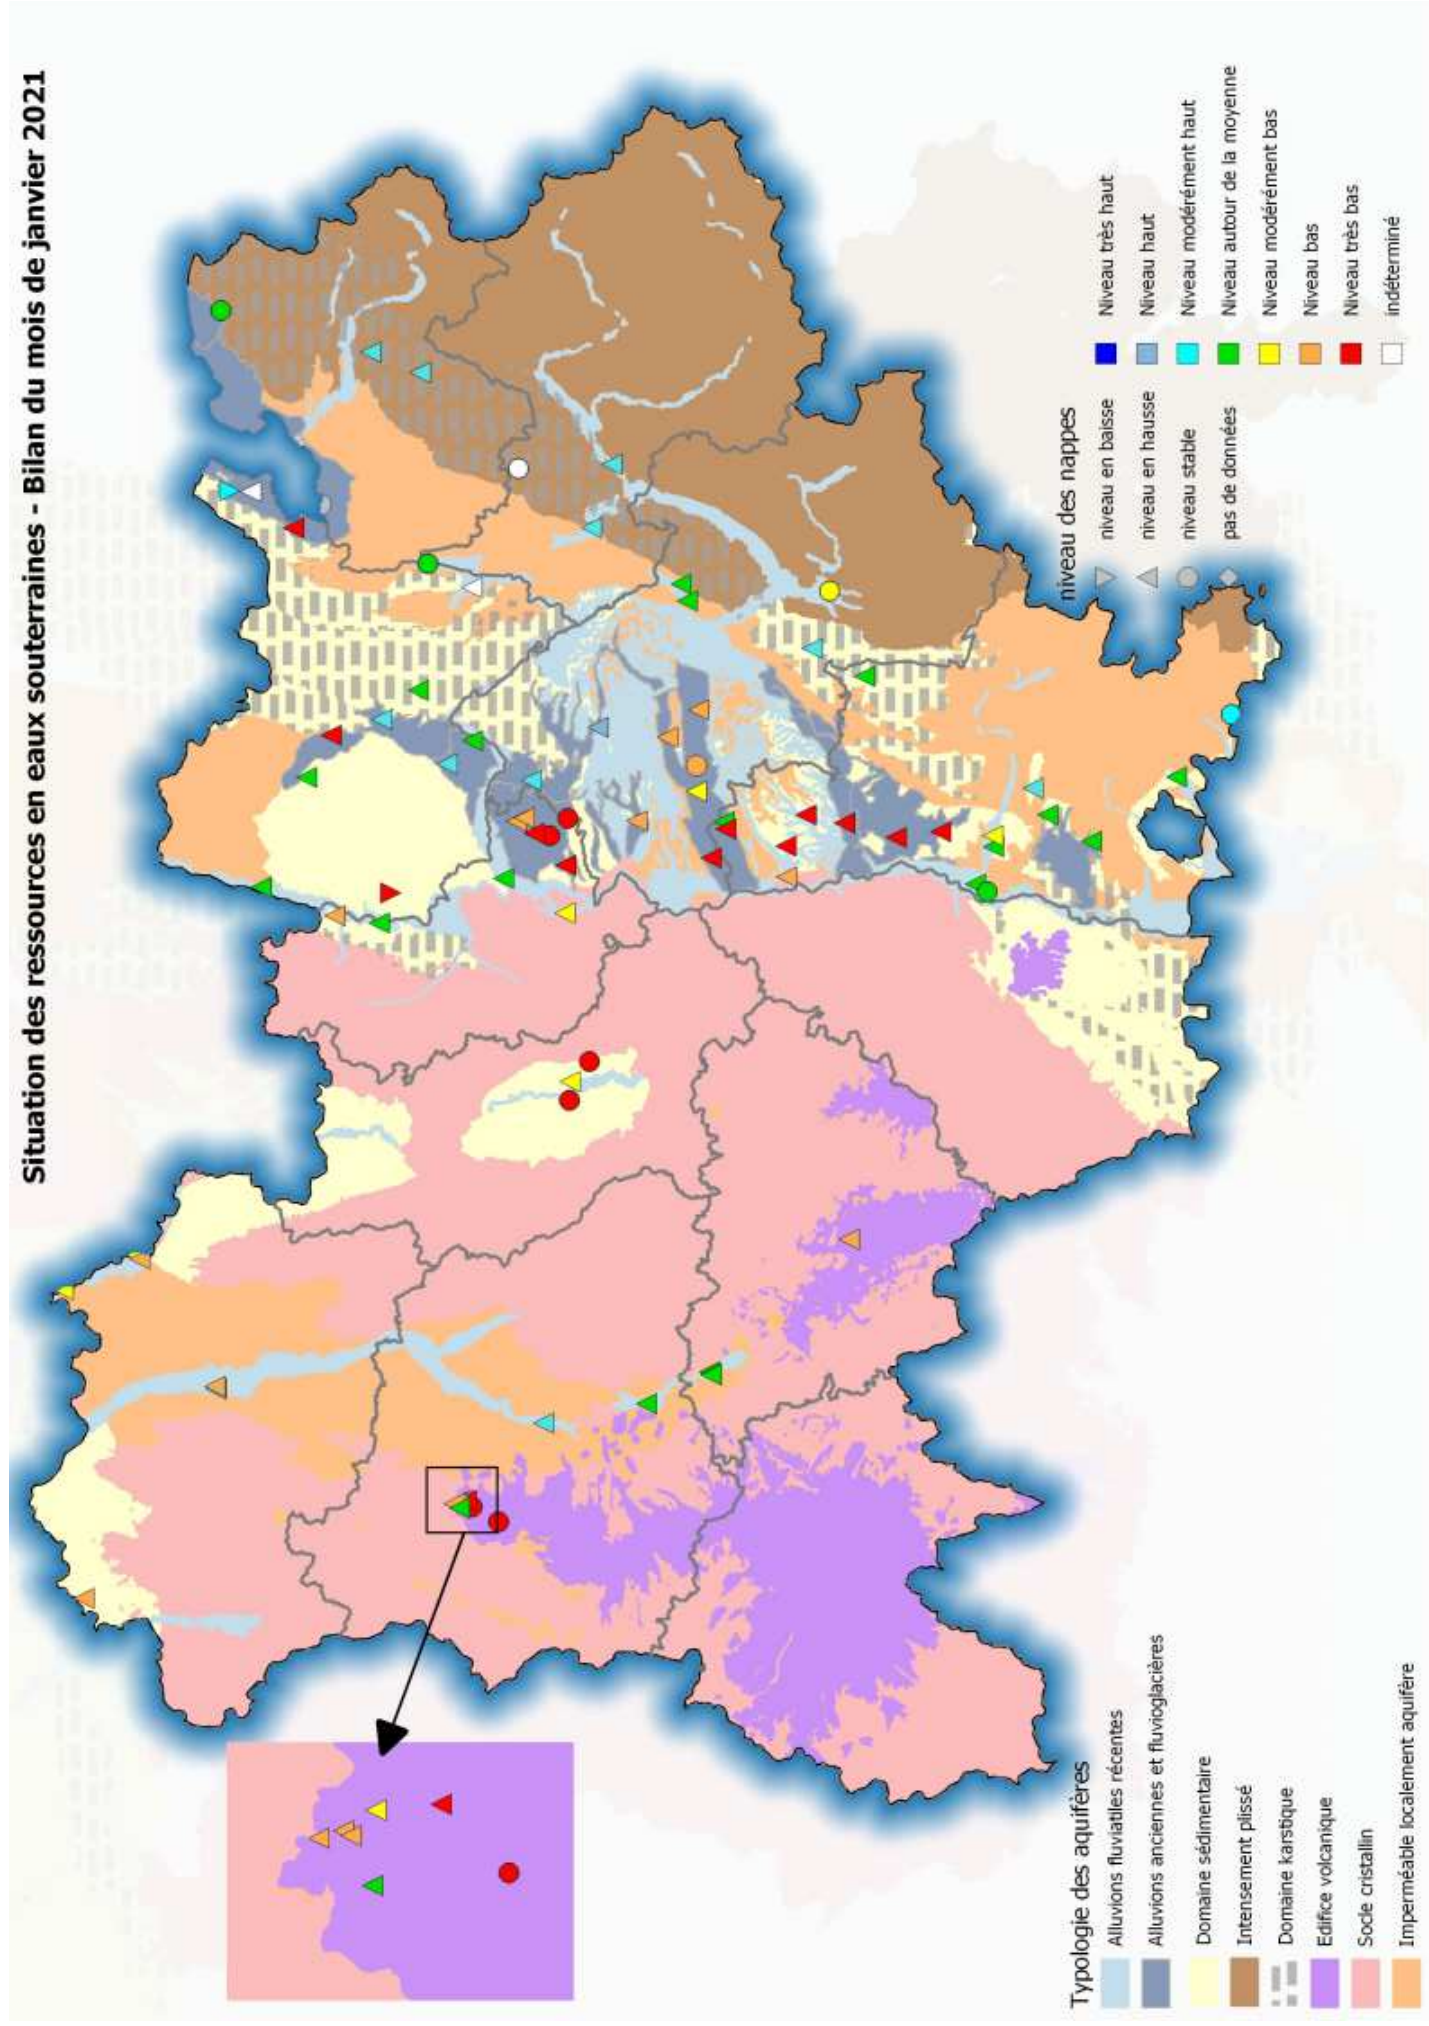 Situation des ressources en eaux souterraines - Bilan du mois de janvier 2021
Typologie des aquifères
Alluvions fluviatiles récentes
Alluvions anciennes et fluvioglacières
Domaine sédimentaire
Intensement plissé
Domaine karstique
Edifice volcanique
Socle cristallin
Imperméable localement aquifère
niveau des nappes
niveau en baisse
niveau en hausse
niveau stable
pas de données
Niveau très haut
Niveau haut
Niveau modérément haut
Niveau autour de la moyenne
Niveau modérément bas
Niveau bas
Niveau très bas
indéterminé